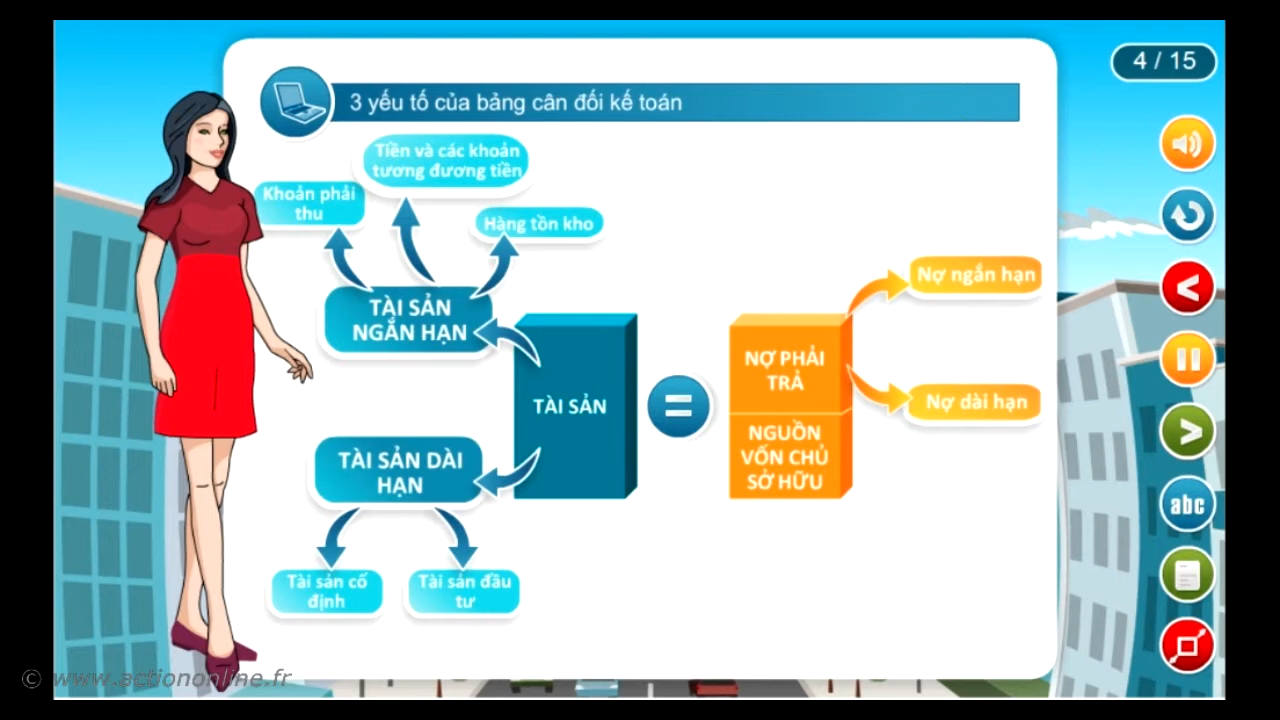 4 / 15
3 yếu tố của bảng cân đối kế toán
Tiền và các khoản
tương đương tiền
Khoản phải
thu
Hàng tồn kho
TÀI SẢN
NGẮN HẠN
TÀI SẢN
TÀI SẢN DÀI
HẠN
Tài sản cố
định
Tài sản đầu
tư
=
NỢ PHẢI
TRẢ
NGUỒN
VỐN CHỦ
SỞ HỮU
Nợ ngắn hạn
Nợ dài hạn
abc
© www.actiononline.fr